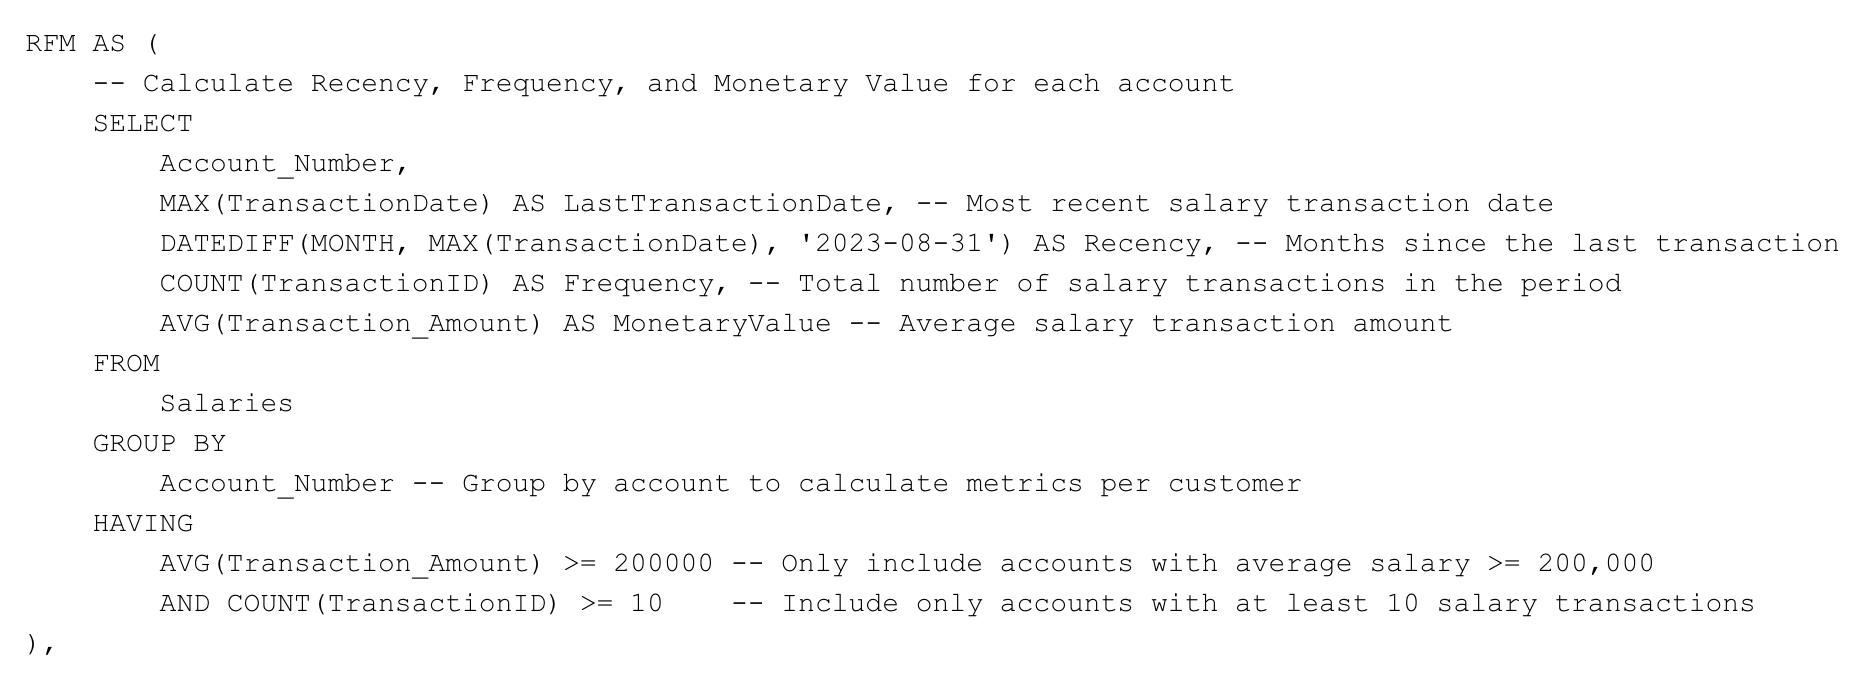 RFM AS (
    -- Calculate Recency, Frequency, and Monetary Value for each account
    SELECT
        Account_Number,
        MAX(TransactionDate) AS LastTransactionDate, -- Most recent salary transaction date
        DATEDIFF(MONTH, MAX(TransactionDate), '2023-08-31') AS Recency, -- Months since the last transaction
        COUNT(TransactionID) AS Frequency, -- Total number of salary transactions in the period
        AVG(Transaction_Amount) AS MonetaryValue -- Average salary transaction amount
    FROM
        Salaries
    GROUP BY
        Account_Number -- Group by account to calculate metrics per customer
    HAVING
        AVG(Transaction_Amount) >= 200000 -- Only include accounts with average salary >= 200,000
        AND COUNT(TransactionID) >= 10    -- Include only accounts with at least 10 salary transactions
),